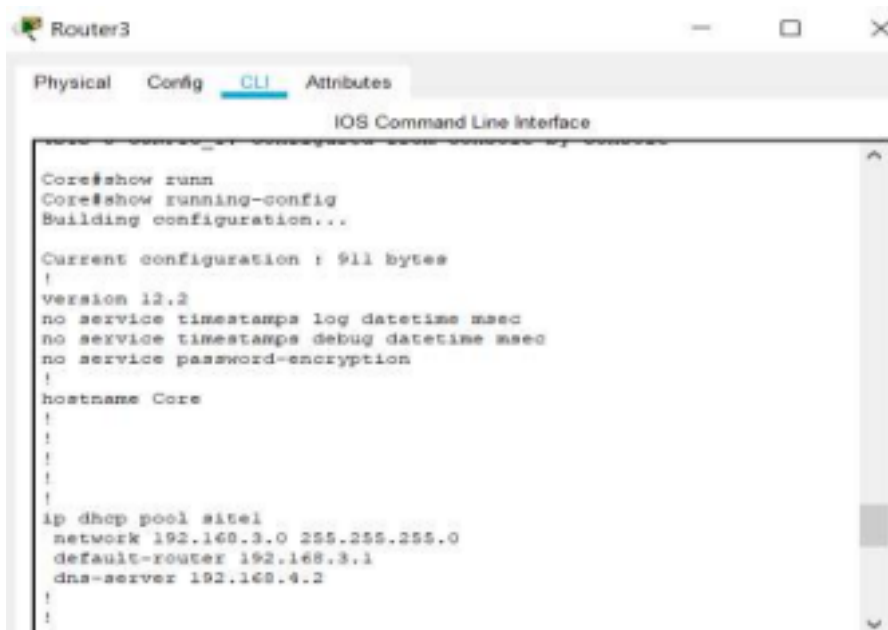 Router3
Physical Config CLI Attributes
IOS Command Line Interface
Core#show runn
Core#show running-config
Building configuration...
Current configuration : 911 bytes
!
version 12.2
no service timestamps log datetime msec
no service timestamps debug datetime msec
no service password-encryption
!
hostname Core
!
!
!
!
!
ip dhcp pool site1
network 192.168.3.0 255.255.255.0
default-router 192.168.3.1
dns-server 192.168.4.2
!
!